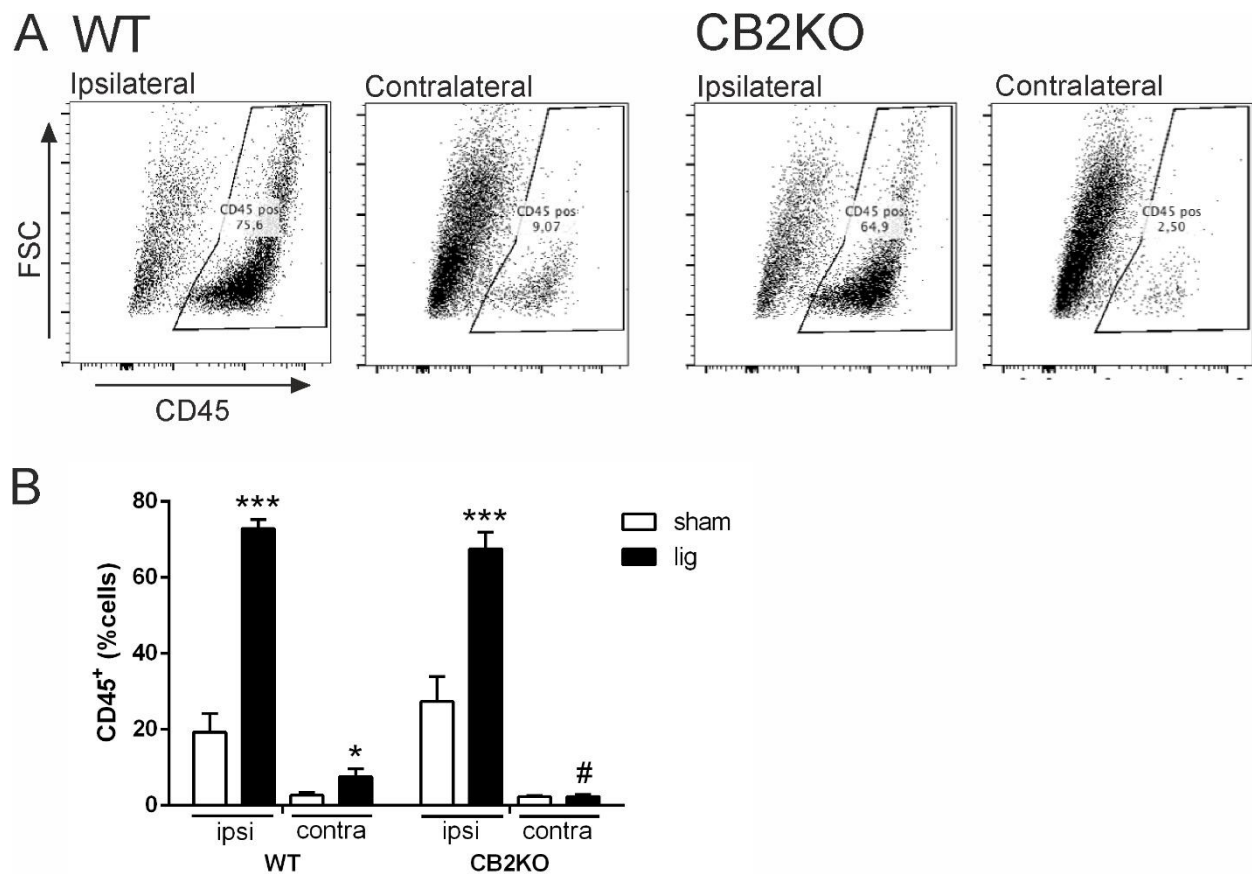 A WT
CB2KO
Ipsilateral
Contralateral
Ipsilateral
Contralateral
CD45 pos
75,6
CD45 pos
9,07
CD45 pos
64,9
CD45 pos
2,50
FSC
CD45
B
CD45+ (%cells)
80
60
40
20
0
***
*
***
#
sham
lig
ipsi
contra
ipsi
contra
WT
CB2KO